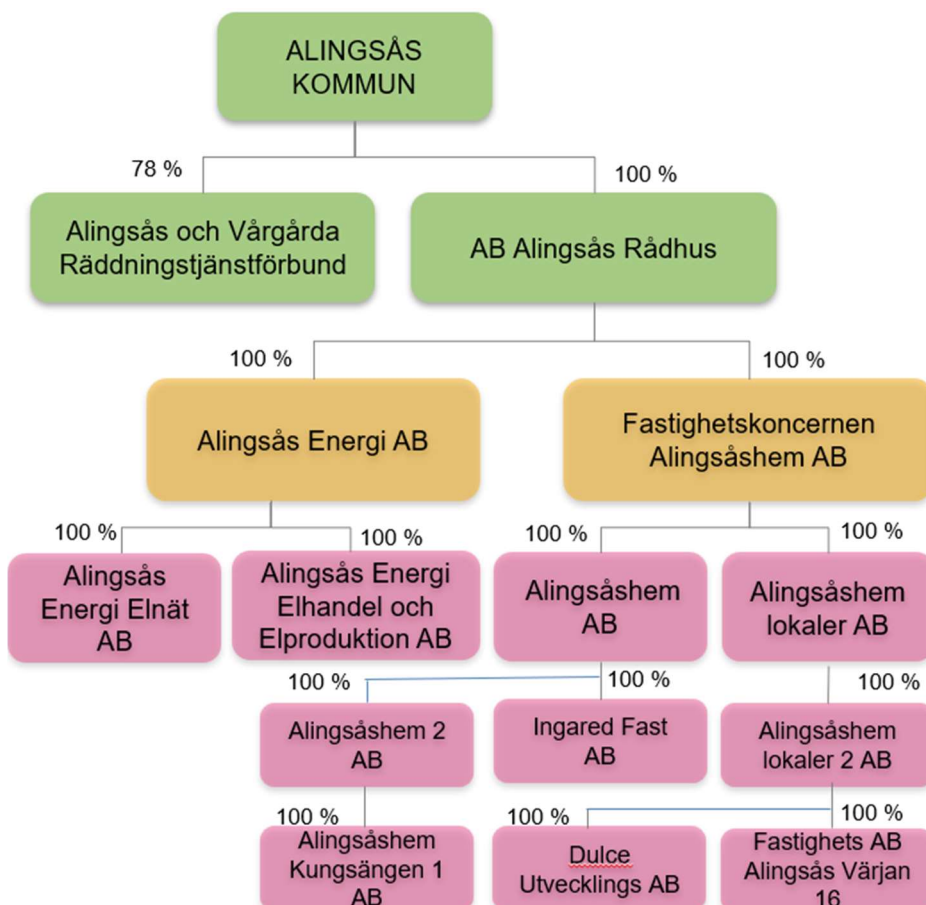 ALINGSÅS
KOMMUN
78 %
100 %
Alingsås och Vårgårda
Räddningstjänstförbund
AB Alingsås Rådhus
100 %
100 %
Alingsås Energi AB
Fastighetskoncernen
Alingsåshem AB
100 %
100 %
100 %
100 %
Alingsås
Energi Elnät
AB
Alingsås Energi
Elhandel och
Elproduktion AB
Alingsåshem
AB
Alingsåshem
lokaler AB
100 %
100 %
100 %
Alingsåshem 2
AB
Ingared Fast
AB
Alingsåshem
lokaler 2 AB
100 %
100 %
100 %
Alingsåshem
Kungsängen 1
AB
Dulce
Utvecklings AB
Fastighets AB
Alingsås Värjan
16